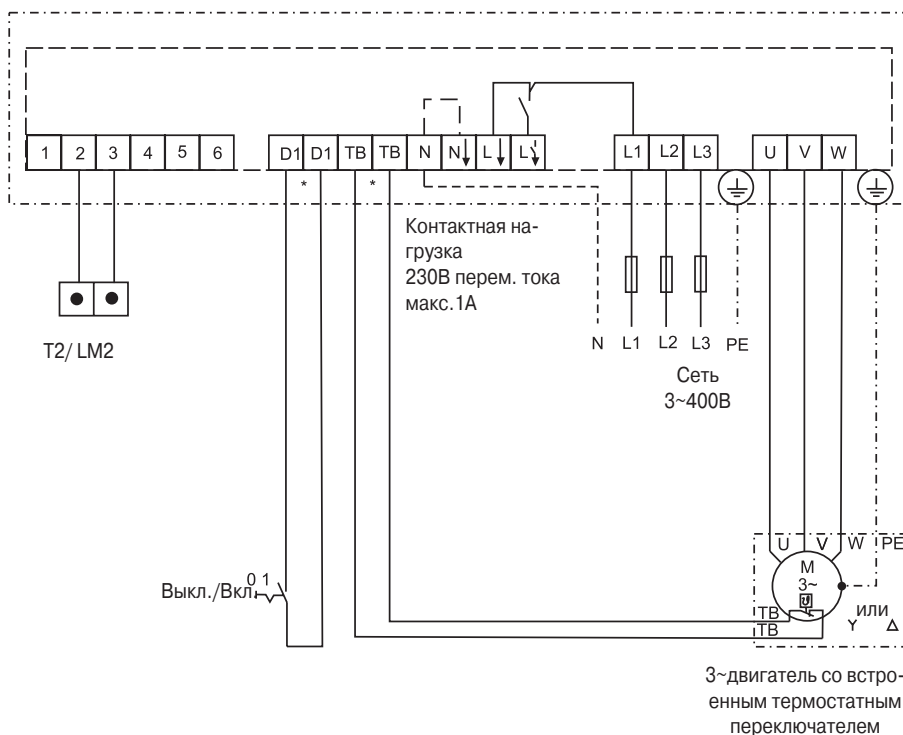 1 2 3 4 5 6 D1 D1 TB TB N N L L L1 L2 L3 U V W
* *
Контактная на-
грузка
230В перем. тока
макс.1А
T2/ LM2
N L1 L2 L3 PE
Сеть
3~400В
U V W PE
M
3~
Выкл./Вкл. 0 1
TB
TB
или
Y Δ
3~двигатель со встро-
енным термостатным
переключателем